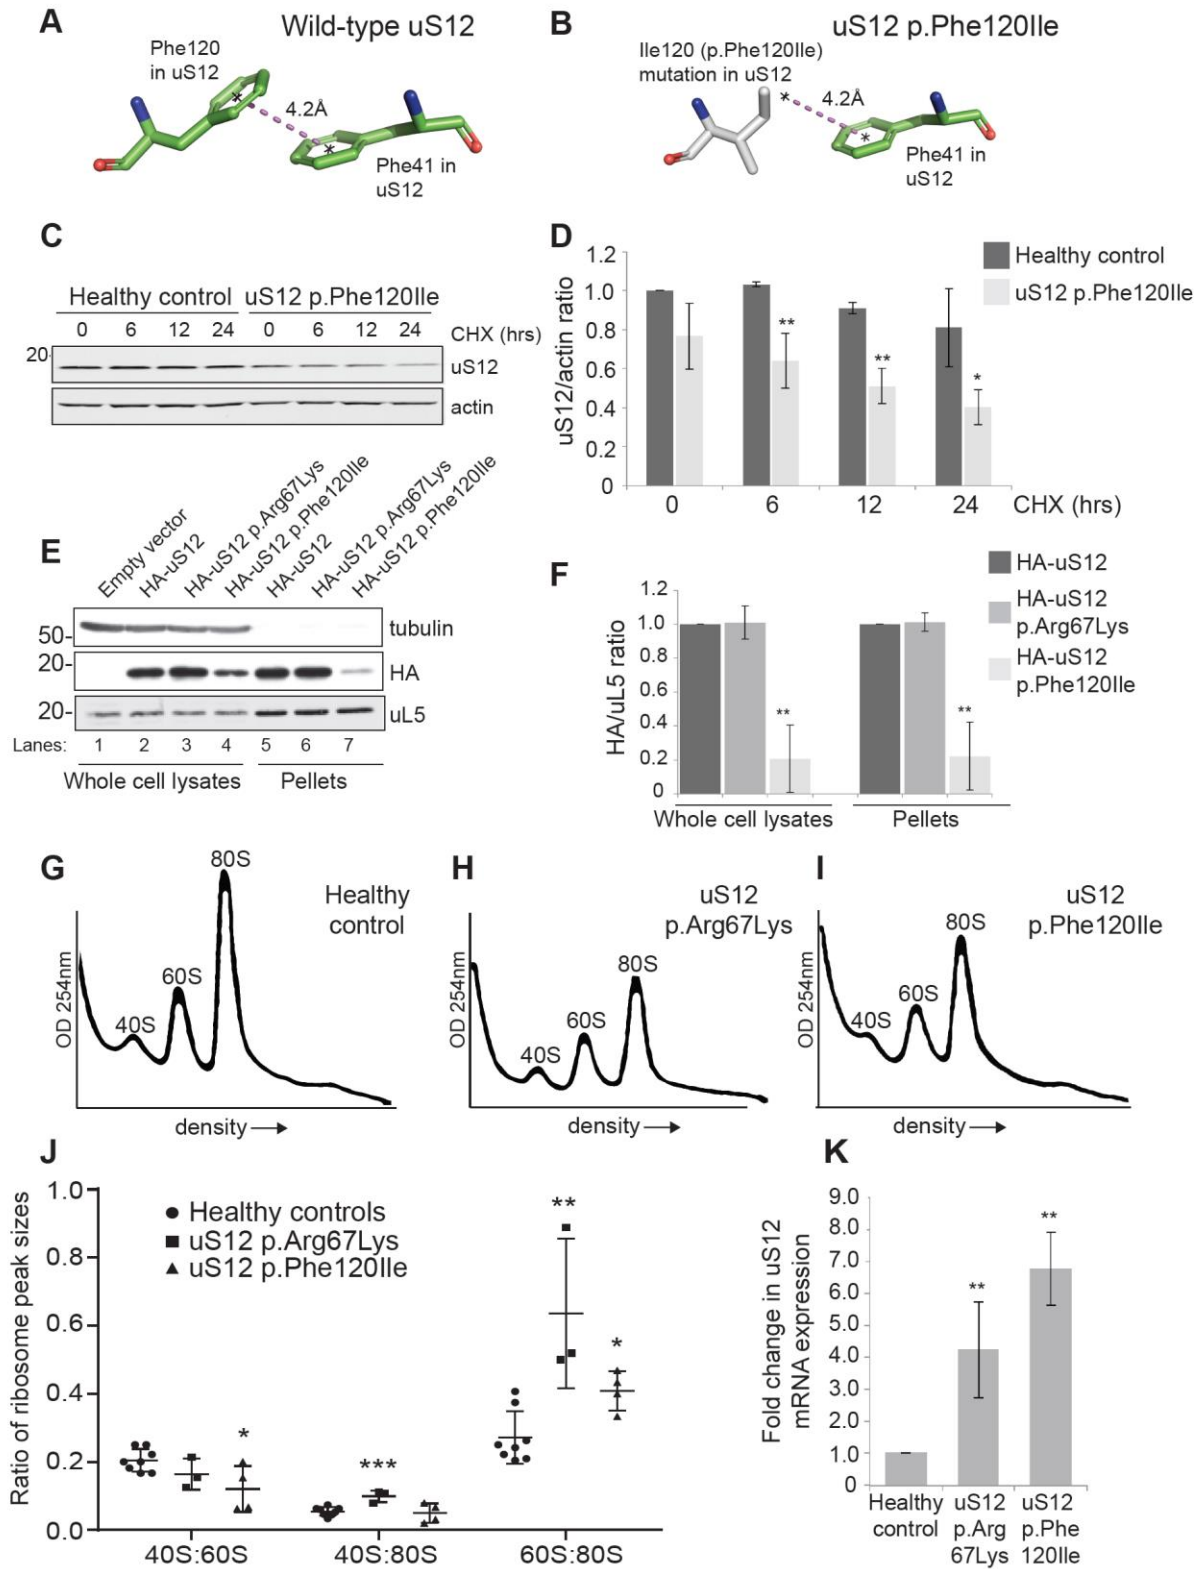 A
Wild-type uS12
Phe120
in uS12
4.2Å
Phe41 in
uS12
B
uS12 p.Phe120Ile
Ile120 (p.Phe120Ile)
mutation in uS12
4.2Å
Phe41 in
uS12
C
Healthy control uS12 p.Phe120Ile
0 6 12 24 0 6 12 24 CHX (hrs)
20
uS12
actin
D
Healthy control
uS12 p.Phe120Ile
uS12/actin ratio
1.2
1.0
0.8
0.6
0.4
0.2
0
**
**
*
0 6 12 24 CHX (hrs)
E
Empty vector
HA-uS12
HA-uS12 p.Arg67Lys
HA-uS12 p.Phe120Ile
HA-uS12
HA-uS12 p.Arg67Lys
HA-uS12 p.Phe120Ile
50- tubulin
20- HA
20- uL5
Lanes: 1 2 3 4 5 6 7
Whole cell lysates Pellets
F
HA-uS12
HA-uS12
p.Arg67Lys
HA-uS12
p.Phe120Ile
HA/uL5 ratio
1.2
1.0
0.8
0.6
0.4
0.2
0
**
**
Whole cell lysates Pellets
G
Healthy
control
OD 254nm
40S
60S
80S
density
H
uS12
p.Arg67Lys
OD 254nm
40S
60S
80S
density
I
uS12
p.Phe120Ile
OD 254nm
40S
60S
80S
density
J
Ratio of ribosome peak sizes
1.0
0.8
0.6
0.4
0.2
0.0
Healthy controls
uS12 p.Arg67Lys
uS12 p.Phe120Ile
*
***
**
*
40S:60S 40S:80S 60S:80S
K
Fold change in uS12
mRNA expression
9.0
8.0
7.0
6.0
5.0
4.0
3.0
2.0
1.0
0
**
**
Healthy
control
uS12
p.Arg
67Lys
uS12
p.Phe
120Ile